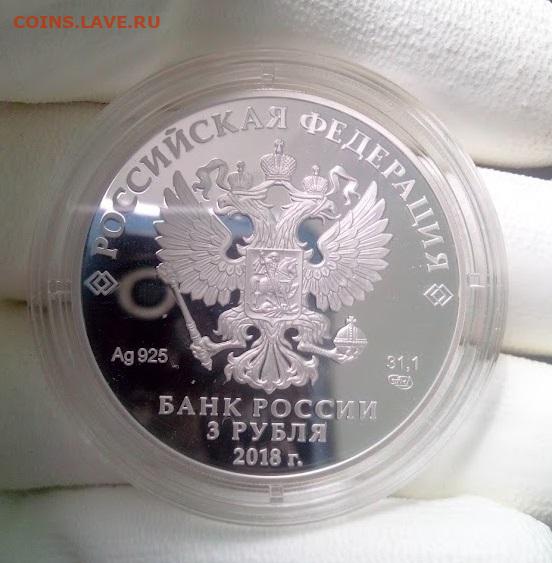 COINS.LAVE.RU
РОССИЙСКАЯ ФЕДЕРАЦИЯ
Ag 925
31,1
БАНК РОССИИ
3 РУБЛЯ
2018 г.